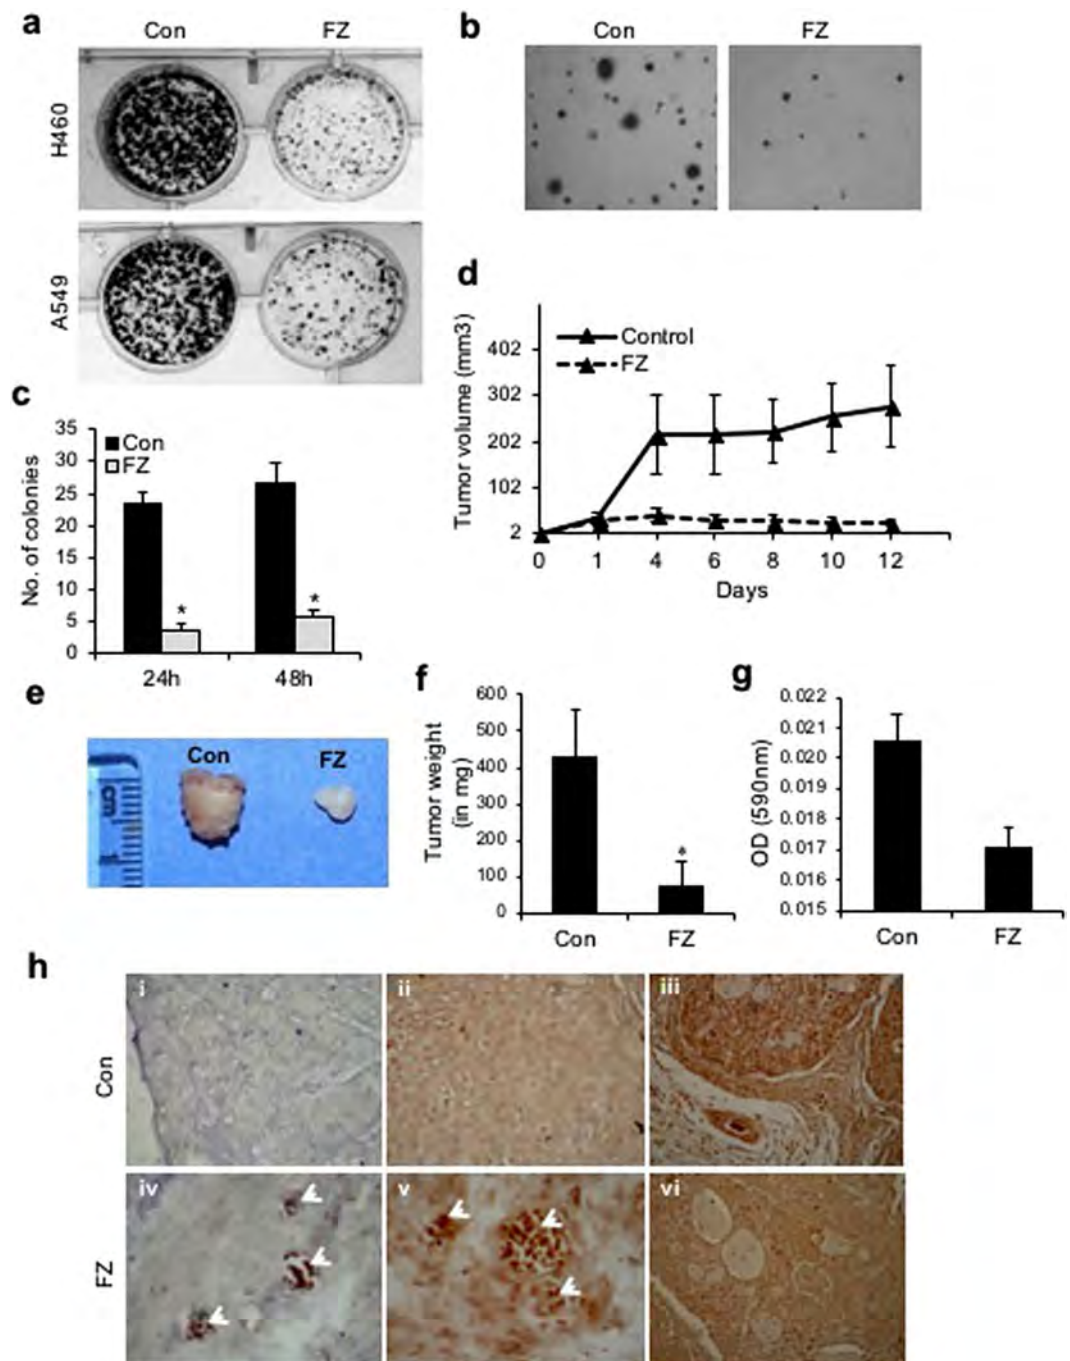 a
Con FZ
H460
A549
b
Con FZ
c
No. of colonies
35
30
25
20
15
10
5
0
Con
FZ
*
*
24h 48h
d
Tumor volume (mm3)
402
302
202
102
2
Control
FZ
0 1 4 6 8 10 12
Days
e
Con FZ
cm
1
f
Tumor weight
(in mg)
600
500
400
300
200
100
0
*
Con FZ
g
OD (590nm)
0.022
0.021
0.020
0.019
0.018
0.017
0.016
0.015
Con FZ
h
Con
i ii iii
FZ
iv v vi